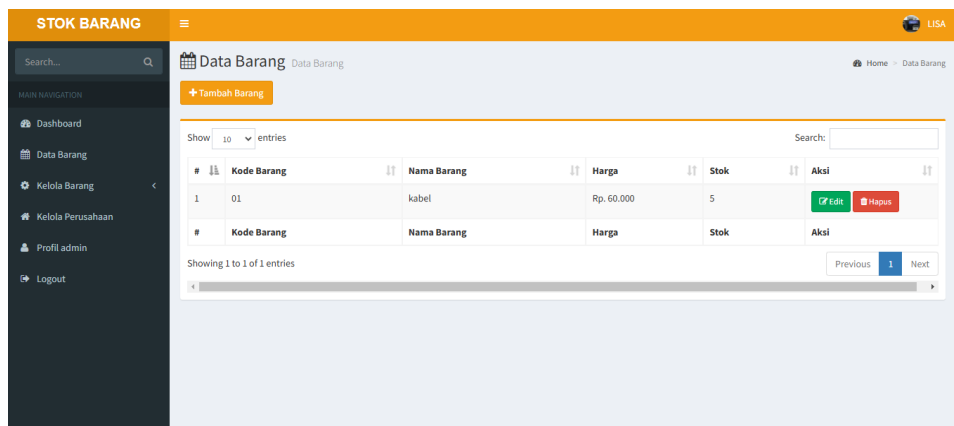 STOK BARANG
LISA
Search...
MAIN NAVIGATION
Dashboard
Data Barang
Kelola Barang
Kelola Perusahaan
Profil admin
Logout
Data Barang Data Barang
Home > Data Barang
Tambah Barang
Show 10 entries
Search:
# Kode Barang Nama Barang Harga Stok Aksi
1 01 kabel Rp. 60.000 5 Edit Hapus
# Kode Barang Nama Barang Harga Stok Aksi
Showing 1 to 1 of 1 entries
Previous 1 Next